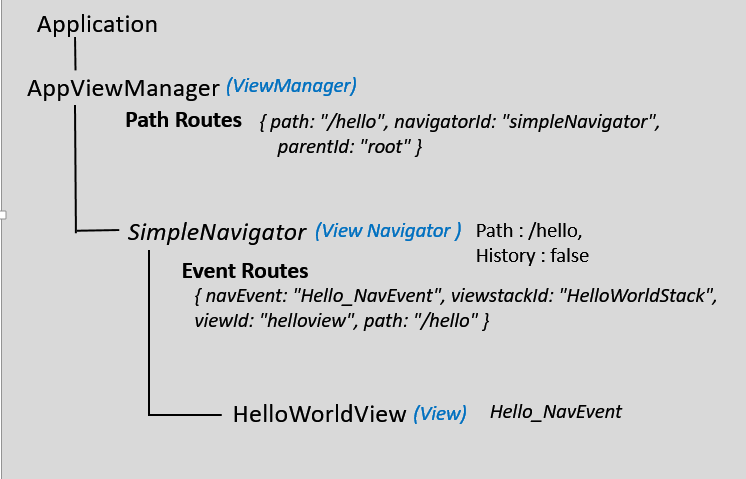 Application
AppViewManager (ViewManager)
Path Routes { path: "/hello", navigatorId: "simpleNavigator",
parentId: "root" }
SimpleNavigator (View Navigator ) Path : /hello,
History : false
Event Routes
{ navEvent: "Hello_NavEvent", viewstackId: "HelloWorldStack",
viewId: "helloview", path: "/hello" }
HelloWorldView (View) Hello_NavEvent